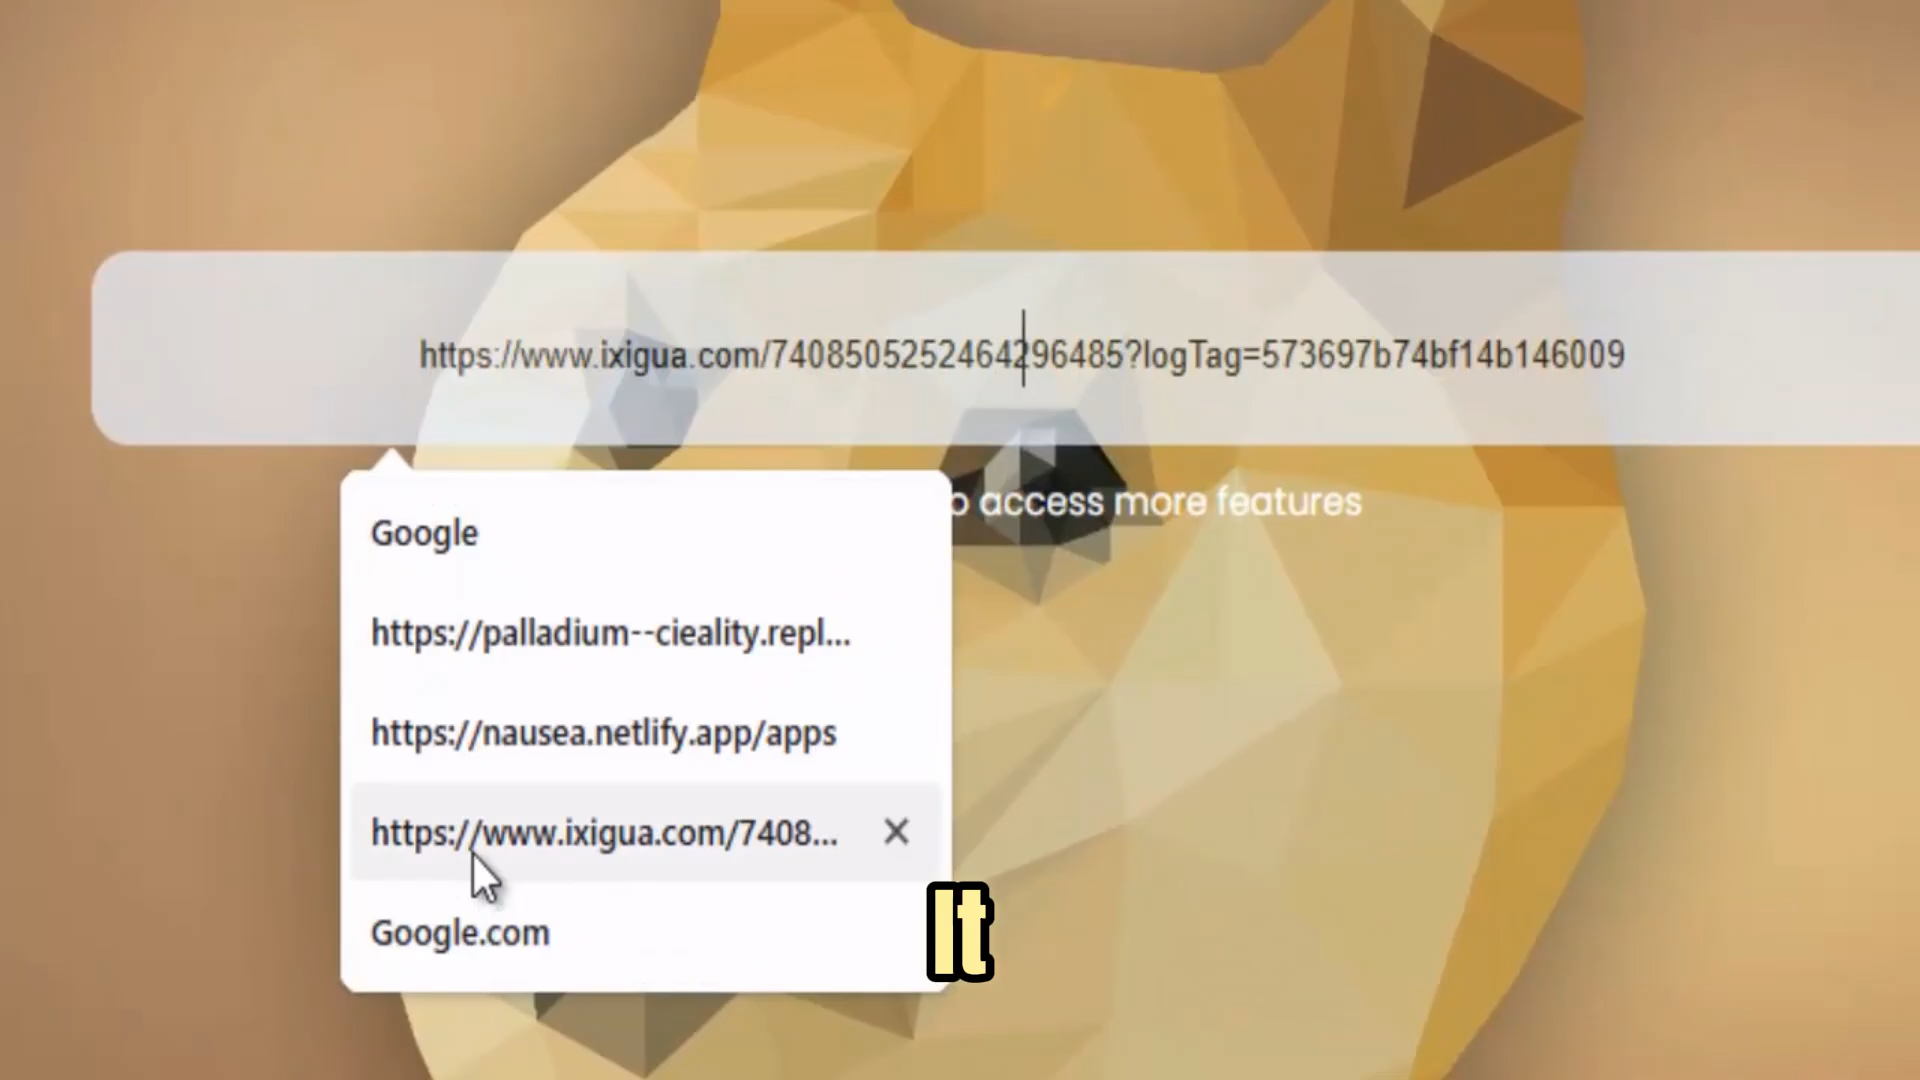 https://www.ixigua.com/7408505252464296485?logTag=573697b74bf14b146009
o access more features
Google
https://palladium--cieality.repl...
https://nausea.netlify.app/apps
https://www.ixigua.com/7408...
Google.com
It